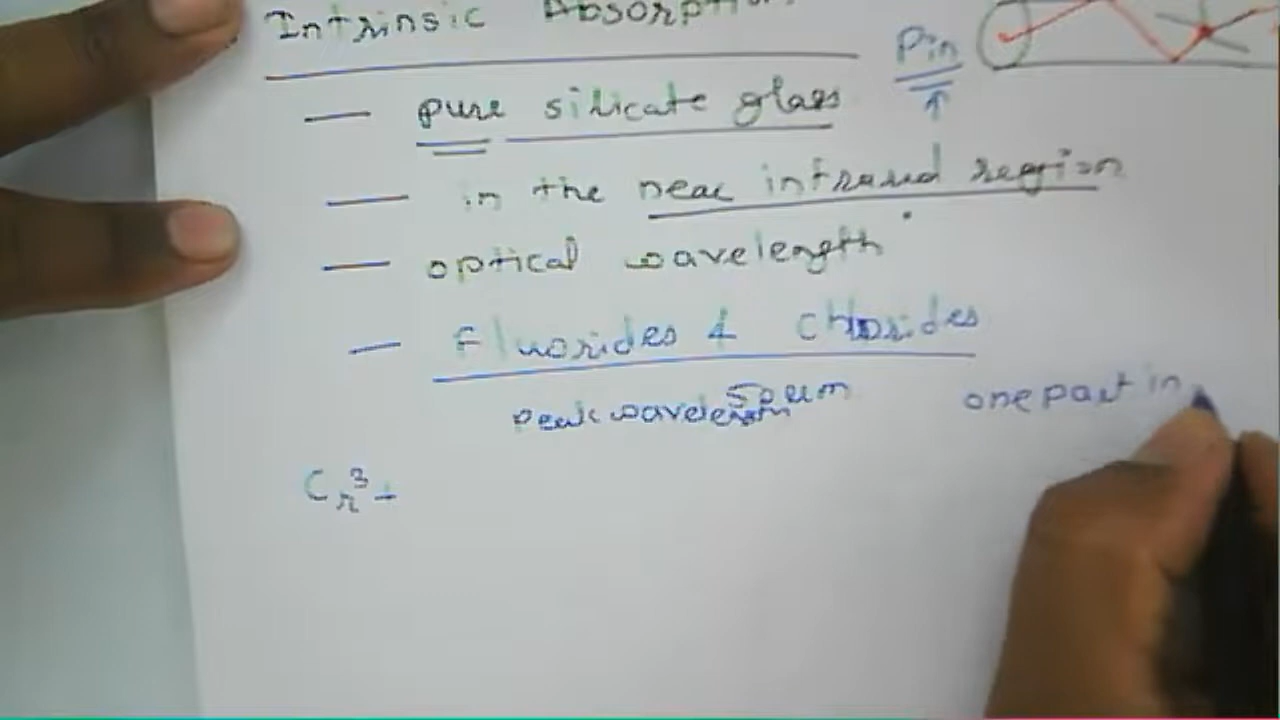 Intrinsic Absorption
Pin
— pure silicate glass
— in the near infrared region
— optical wavelength
— Fluorides & Chlorides
peak wavelength
one part in
Cr3+